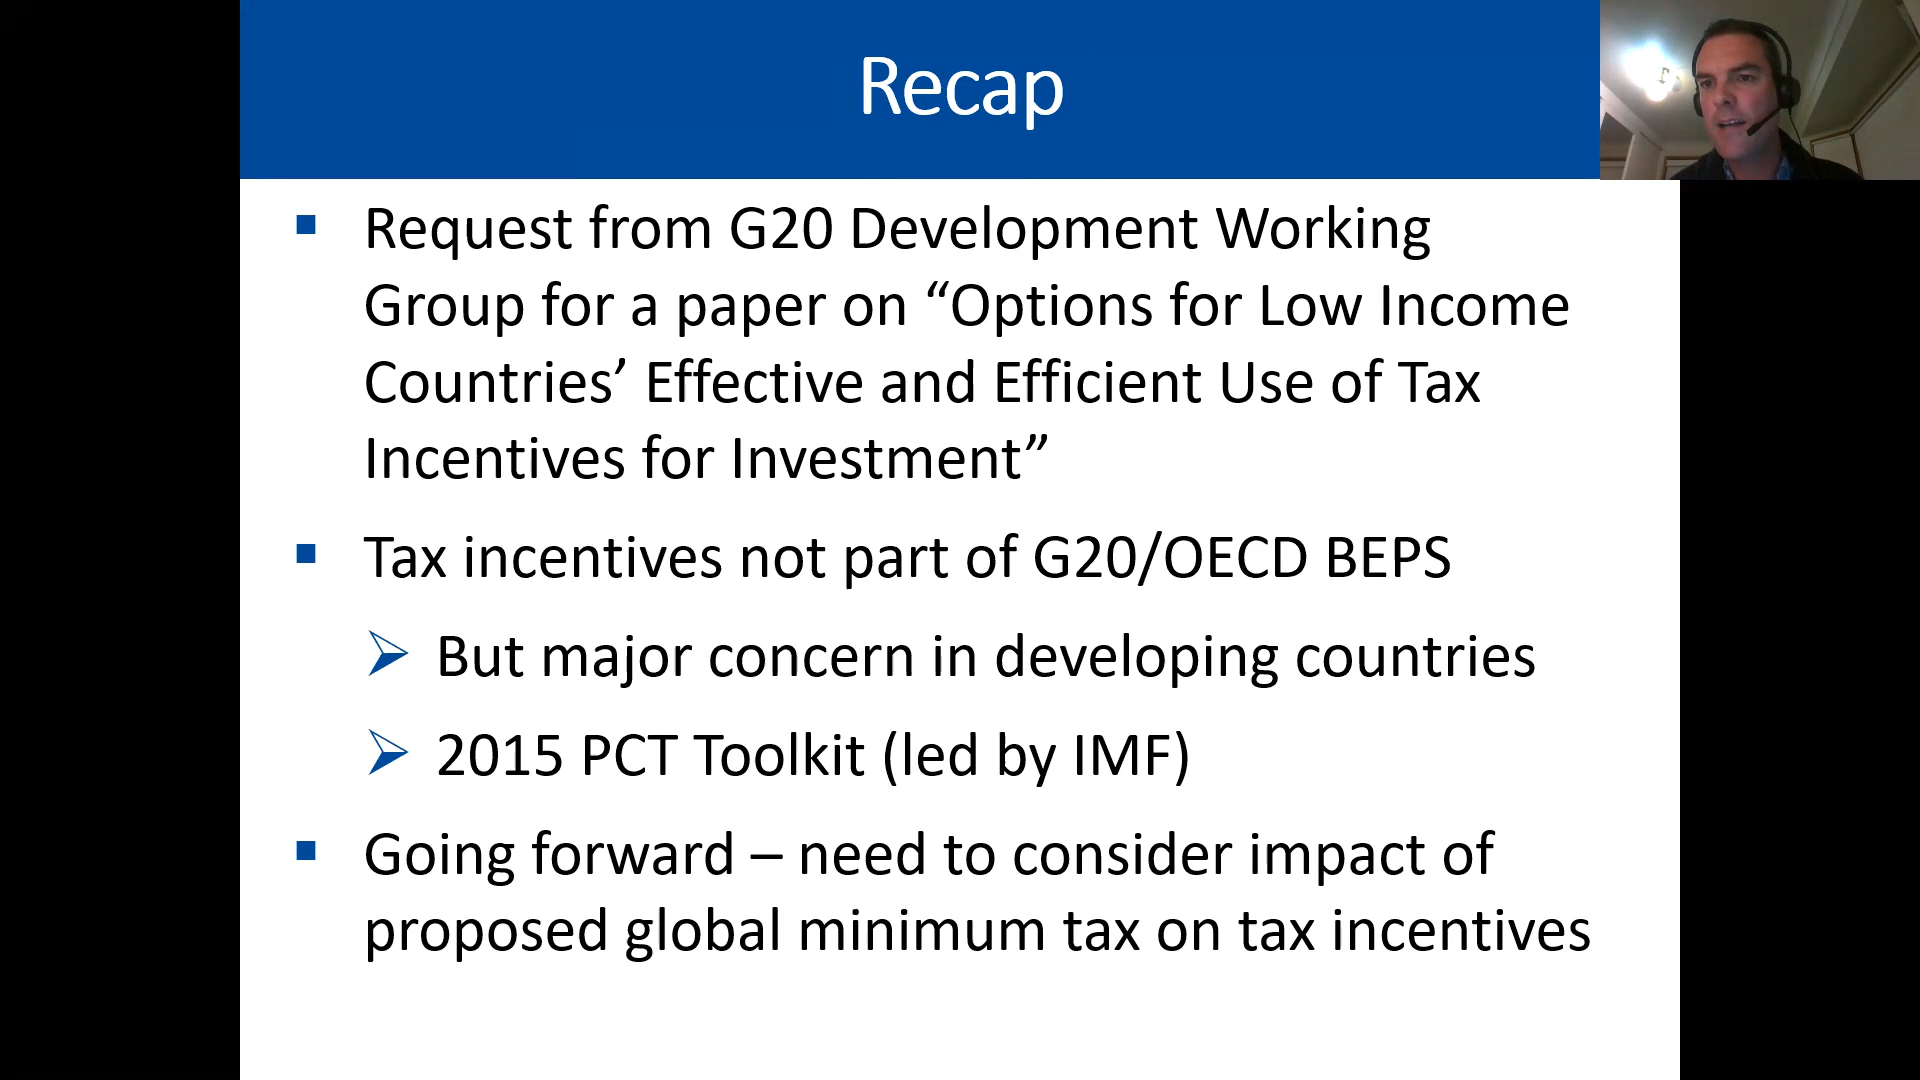 Recap
Request from G20 Development Working
Group for a paper on “Options for Low Income
Countries’ Effective and Efficient Use of Tax
Incentives for Investment”
Tax incentives not part of G20/OECD BEPS
But major concern in developing countries
2015 PCT Toolkit (led by IMF)
Going forward – need to consider impact of
proposed global minimum tax on tax incentives